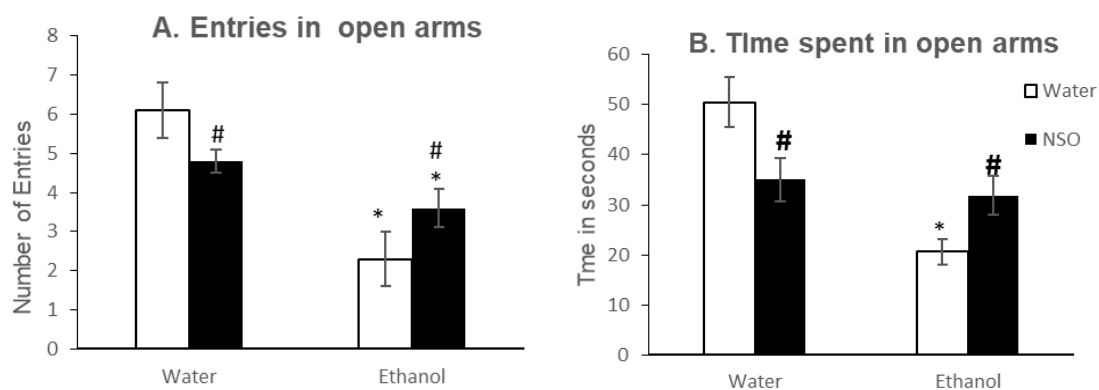 A. Entries in open arms
8
7
6
5
4
3
2
1
0
Number of Entries
#
*
#
*
Water
Ethanol
B. TIme spent in open arms
60
50
40
30
20
10
0
Tme in seconds
#
*
#
Water
NSO
Water
Ethanol